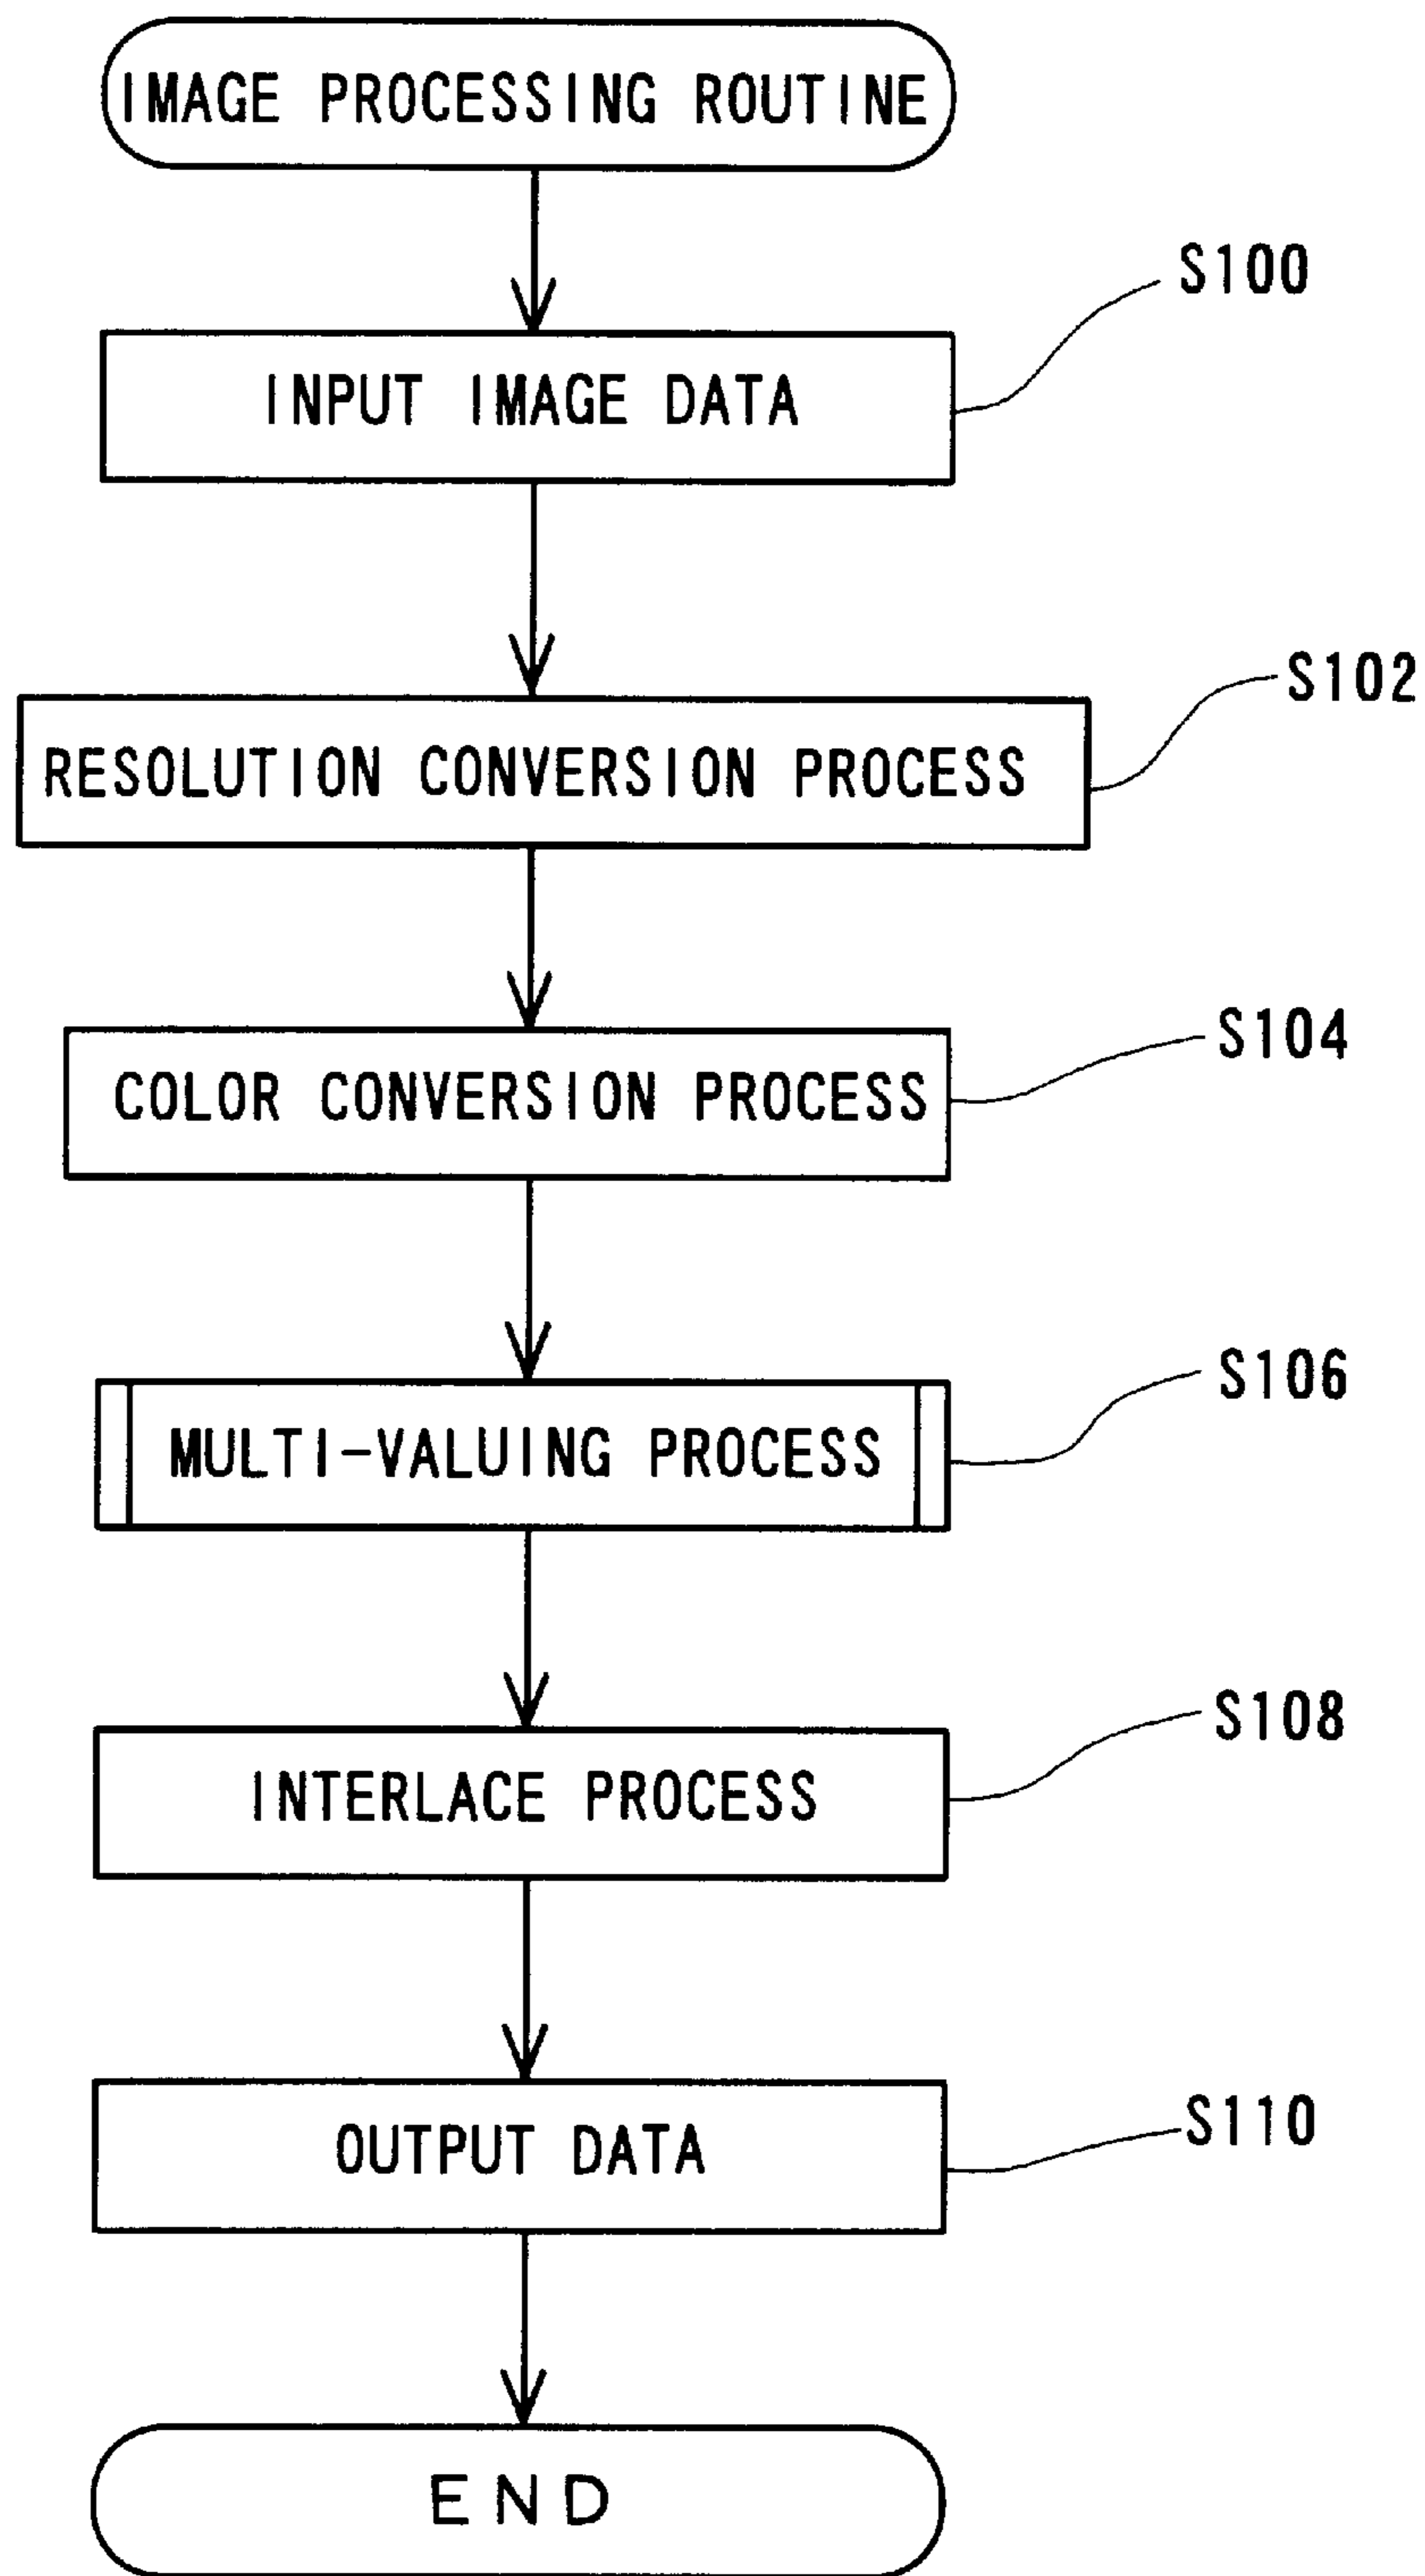 IMAGE PROCESSING ROUTINE
S100
INPUT IMAGE DATA
S102
RESOLUTION CONVERSION PROCESS
S104
COLOR CONVERSION PROCESS
S106
MULTI-VALUING PROCESS
S108
INTERLACE PROCESS
S110
OUTPUT DATA
END